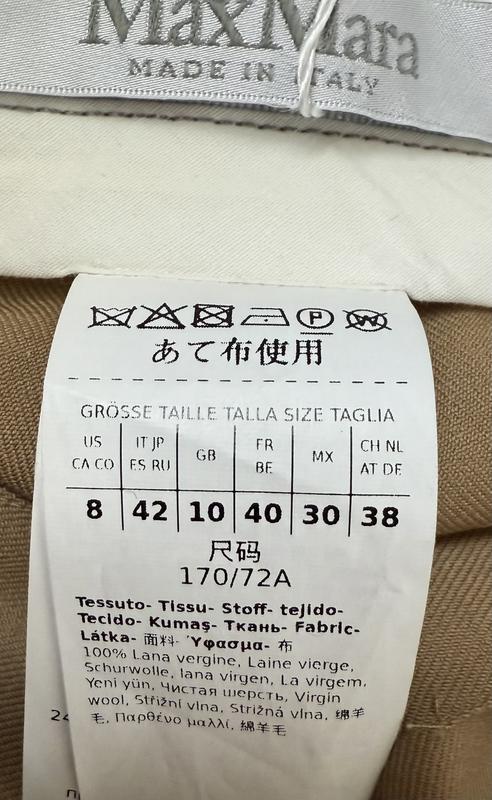 MaxMara
MADE IN ITALY
P W
あて布使用
GRÖSSE TAILLE TALLA SIZE TAGLIA
US CA CO | IT JP ES RU | GB | FR BE | MX | CH NL AT DE
8 | 42 | 10 | 40 | 30 | 38
尺码
170/72A
Tessuto- Tissu- Stoff- tejido-
Tecido- Kumaş- Ткань- Fabric-
Látka- 面料- Ύφασμα- 布
100% Lana vergine, Laine vierge,
Schurwolle, lana virgen, La virgem,
Yeni yün, Чистая шерсть, Virgin
wool, Střižní vlna, Strižná vlna, 绵羊
毛, Παρθένο μαλλί, 綿羊毛
24